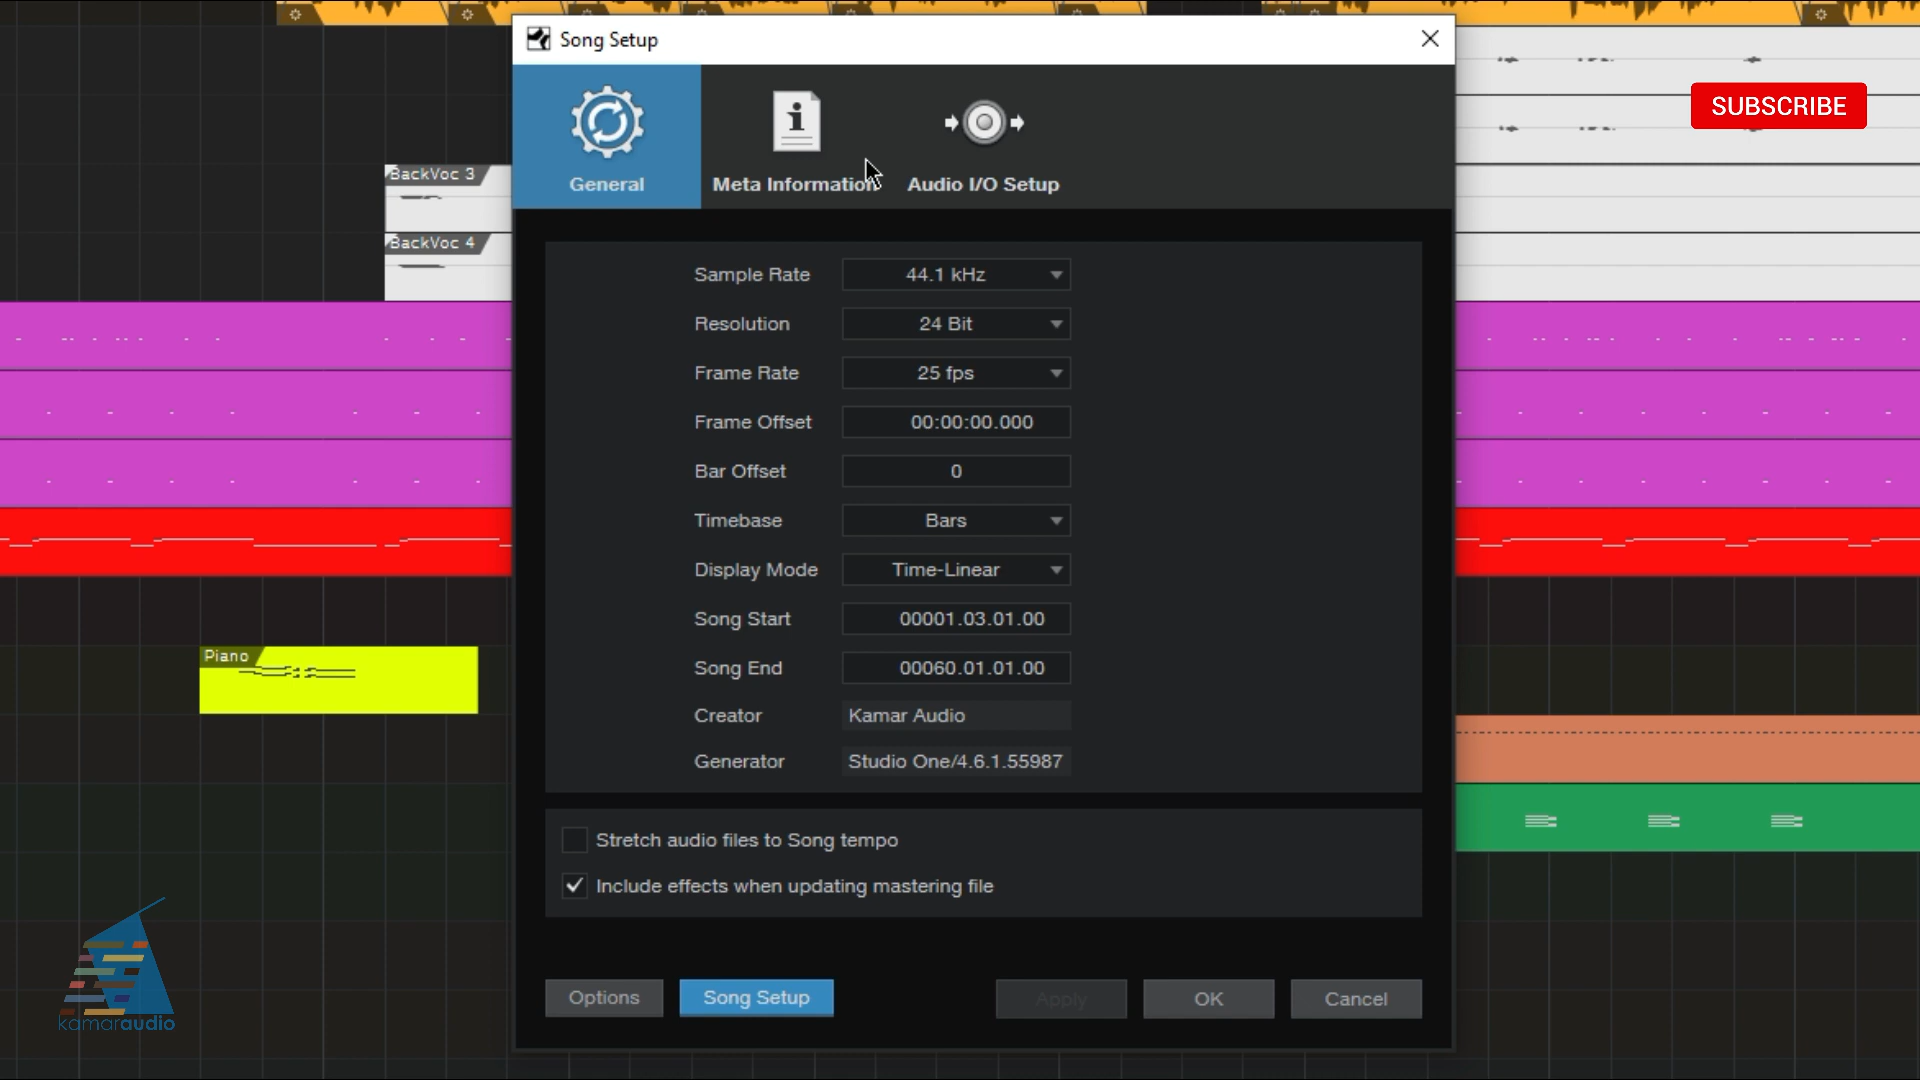 Song Setup
SUBSCRIBE
General
Meta Information
Audio I/O Setup
BackVoc 3
BackVoc 4
Sample Rate 44.1 kHz
Resolution 24 Bit
Frame Rate 25 fps
Frame Offset 00:00:00.000
Bar Offset 0
Timebase Bars
Display Mode Time-Linear
Song Start 00001.03.01.00
Song End 00060.01.01.00
Piano
Creator Kamar Audio
Generator Studio One/4.6.1.55987
Stretch audio files to Song tempo
Include effects when updating mastering file
Options
Song Setup
Apply
OK
Cancel
kamaraudio